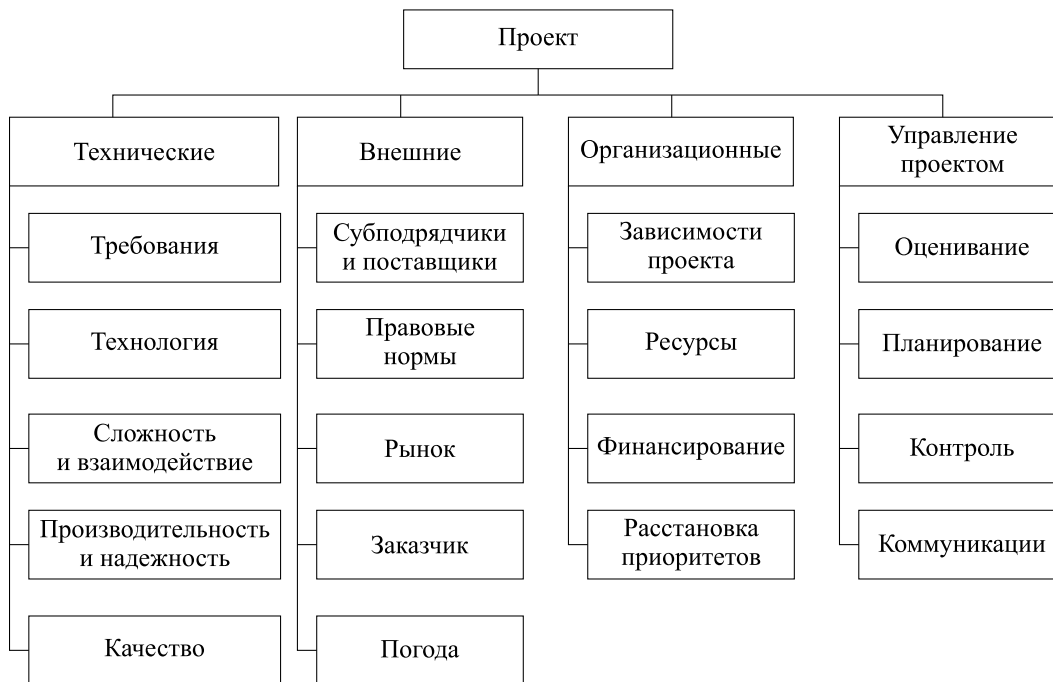 Проект
Технические
Внешние
Организационные
Управление
проектом
Требования
Субподрядчики
и поставщики
Зависимости
проекта
Оценивание
Технология
Правовые
нормы
Ресурсы
Планирование
Сложность
и взаимодействие
Рынок
Финансирование
Контроль
Производительность
и надежность
Заказчик
Расстановка
приоритетов
Коммуникации
Качество
Погода